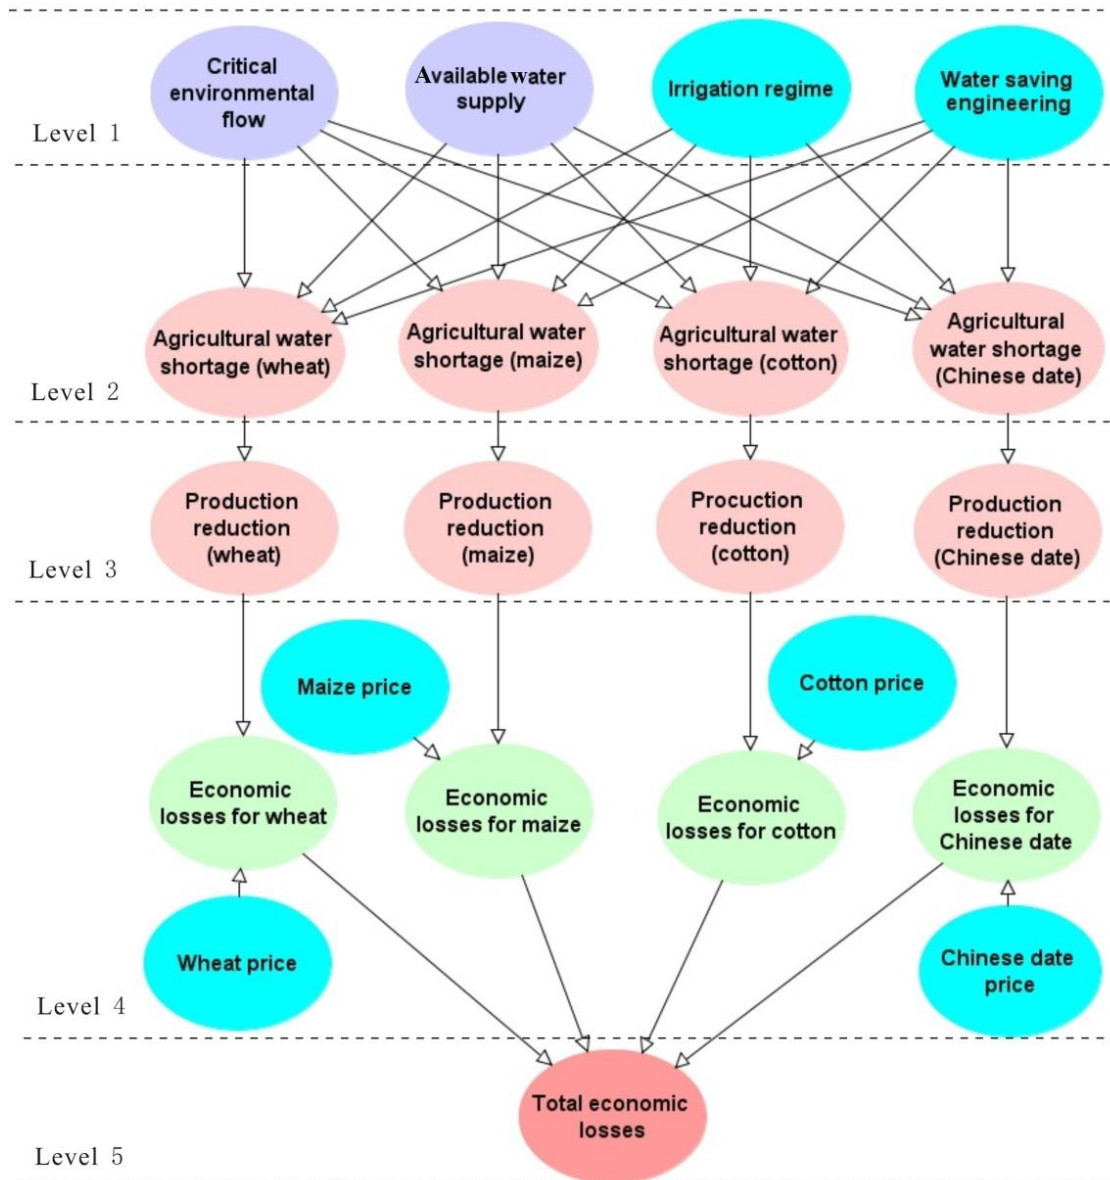 Critical
environmental
flow
Available water
supply
Irrigation regime
Water saving
engineering
Level 1
Agricultural water
shortage (wheat)
Agricultural water
shortage (maize)
Agricultural water
shortage (cotton)
Agricultural
water shortage
(Chinese date)
Level 2
Production
reduction
(wheat)
Production
reduction
(maize)
Procuction
reduction
(cotton)
Production
reduction
(Chinese date)
Level 3
Maize price
Cotton price
Economic
losses for wheat
Economic
losses for maize
Economic
losses for cotton
Economic
losses for
Chinese date
Wheat price
Chinese date
price
Level 4
Total economic
losses
Level 5